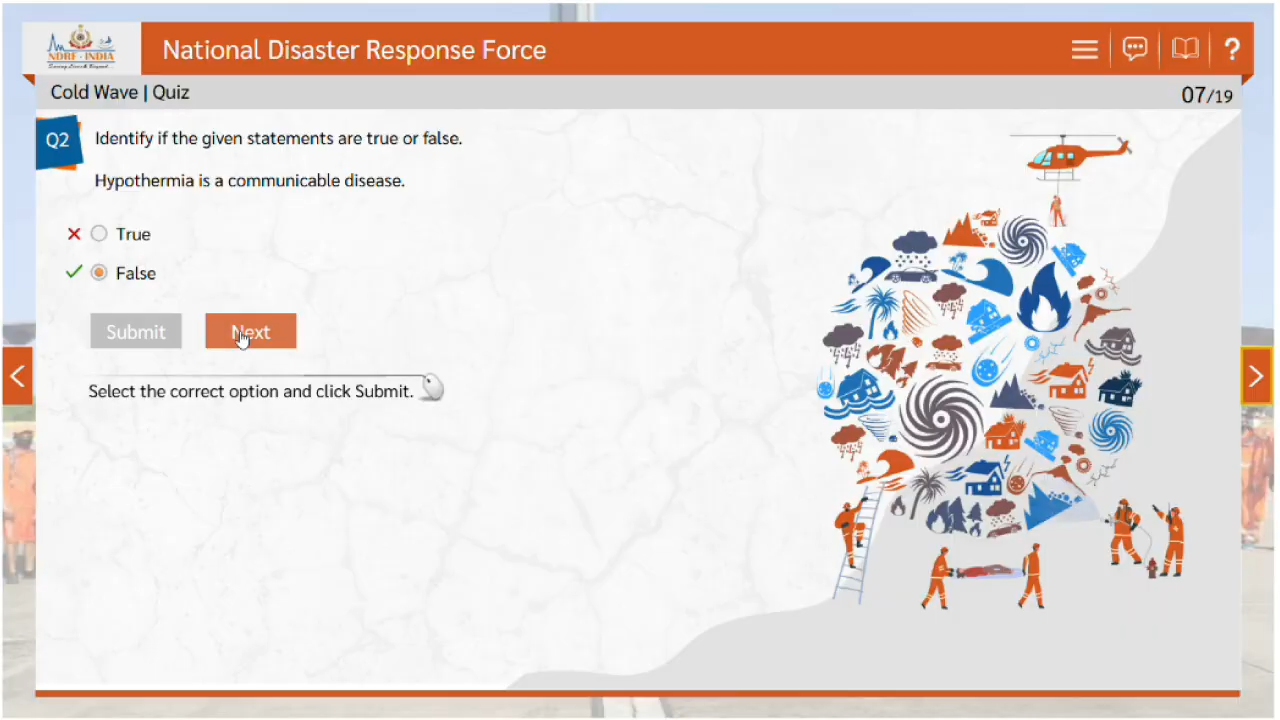 NDRF - INDIA
National Disaster Response Force
?
Cold Wave | Quiz
07/19
Q2
Identify if the given statements are true or false.
Hypothermia is a communicable disease.
True
False
Submit
Next
Select the correct option and click Submit.